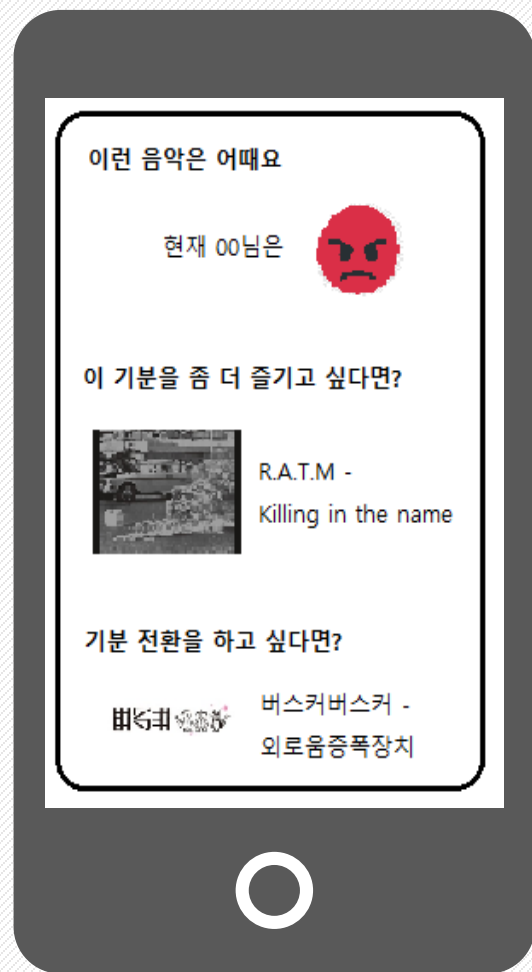 이런 음악은 어때요
현재 00님은
이 기분을 좀 더 즐기고 싶다면?
R.A.T.M -
Killing in the name
기분 전환을 하고 싶다면?
버스커버스커 -
외로움증폭장치